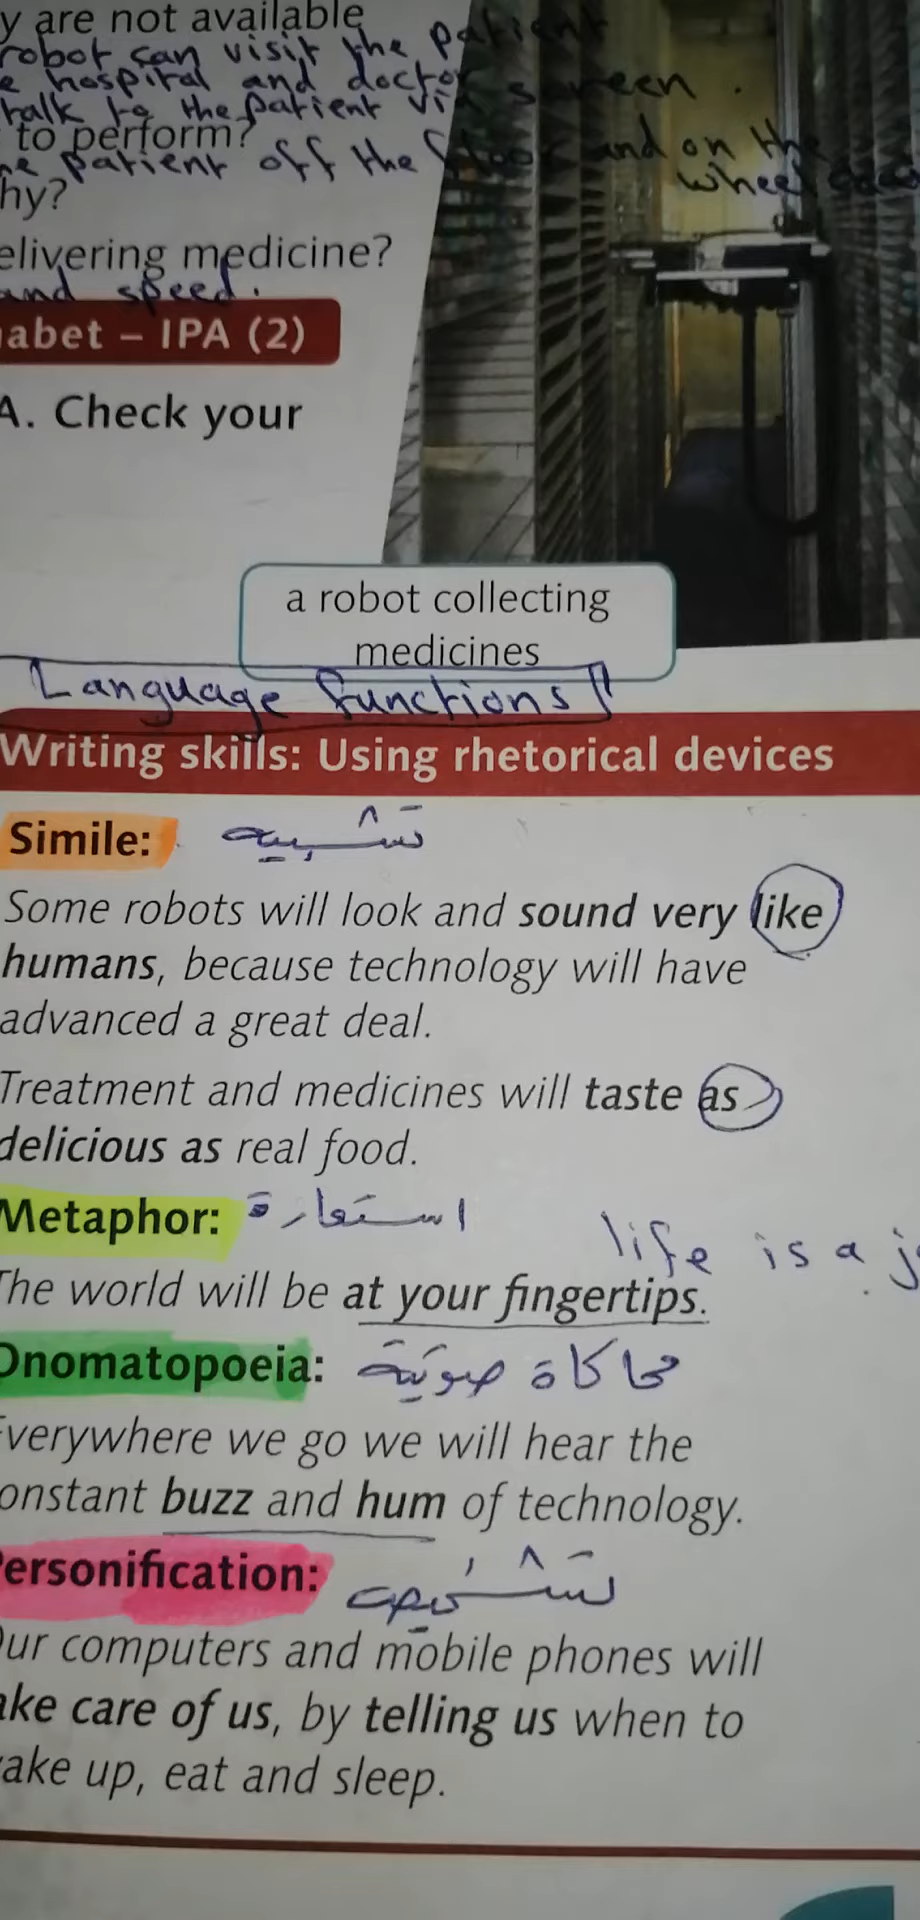 y are not available
robot can visit the patient
e hospital and doctor screen.
talk to the patient via
to perform?
e patient off the floor and on the
wheel
hy?
elivering medicine?
and speed.
abet – IPA (2)
A. Check your
a robot collecting
medicines
Language functions
Writing skills: Using rhetorical devices
Simile: تشبيه
Some robots will look and sound very like
humans, because technology will have
advanced a great deal.
Treatment and medicines will taste as
delicious as real food.
Metaphor: استعارة
life is a j
The world will be at your fingertips.
Onomatopoeia: محاكاة صوتية
Everywhere we go we will hear the
onstant buzz and hum of technology.
ersonification: تشخيص
Our computers and mobile phones will
ake care of us, by telling us when to
ake up, eat and sleep.